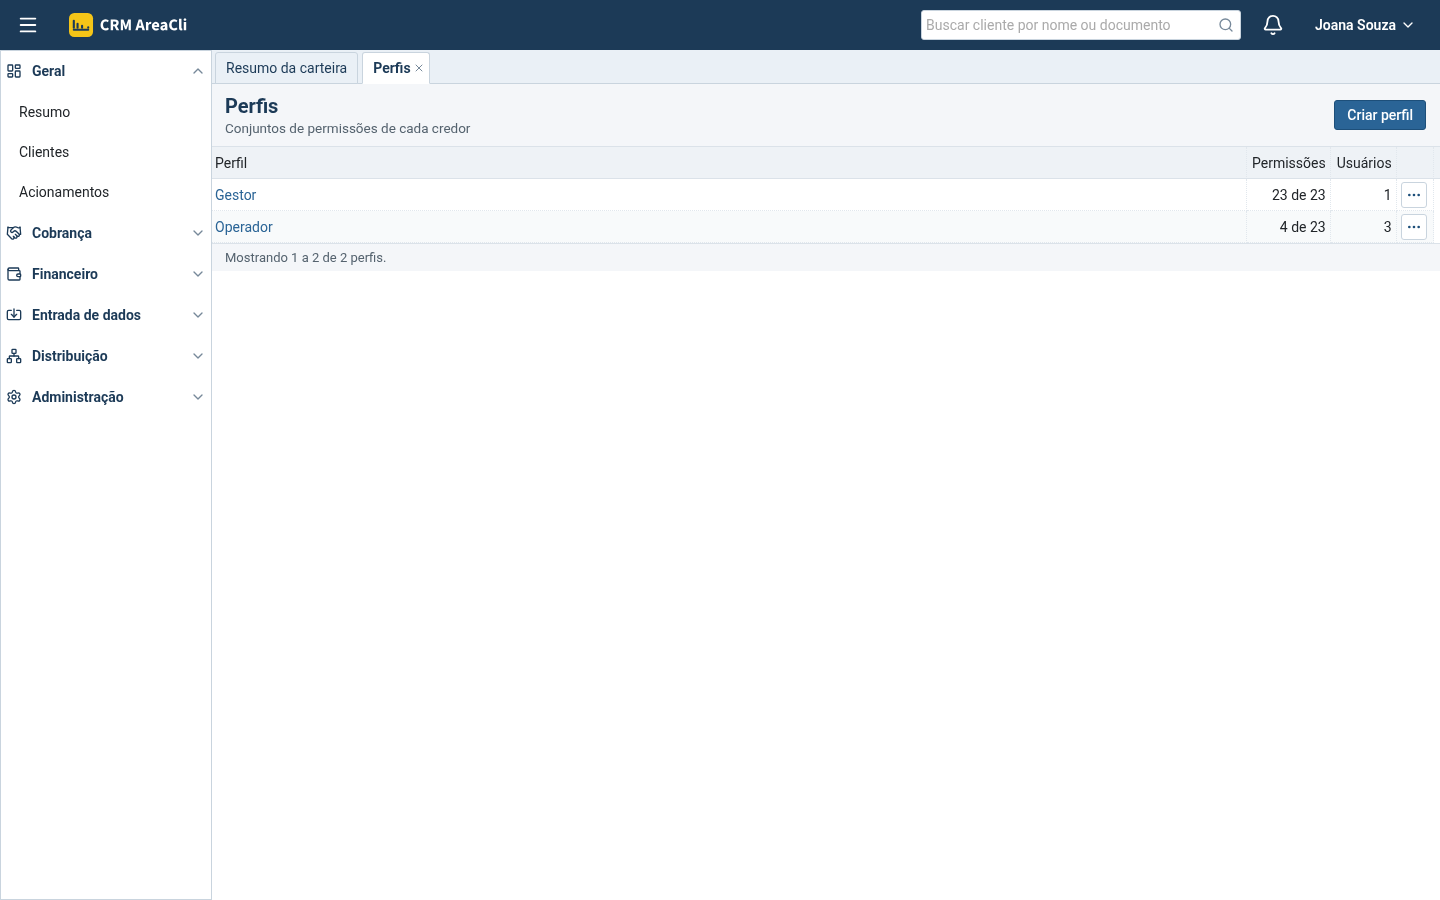 CRM AreaCli
Buscar cliente por nome ou documento
Joana Souza
Geral
Resumo
Clientes
Acionamentos
Cobrança
Financeiro
Entrada de dados
Distribuição
Administração
Resumo da carteira
Perfis
Perfis
Conjuntos de permissões de cada credor
Criar perfil
Perfil Permissões Usuários
Gestor 23 de 23 1
Operador 4 de 23 3
Mostrando 1 a 2 de 2 perfis.